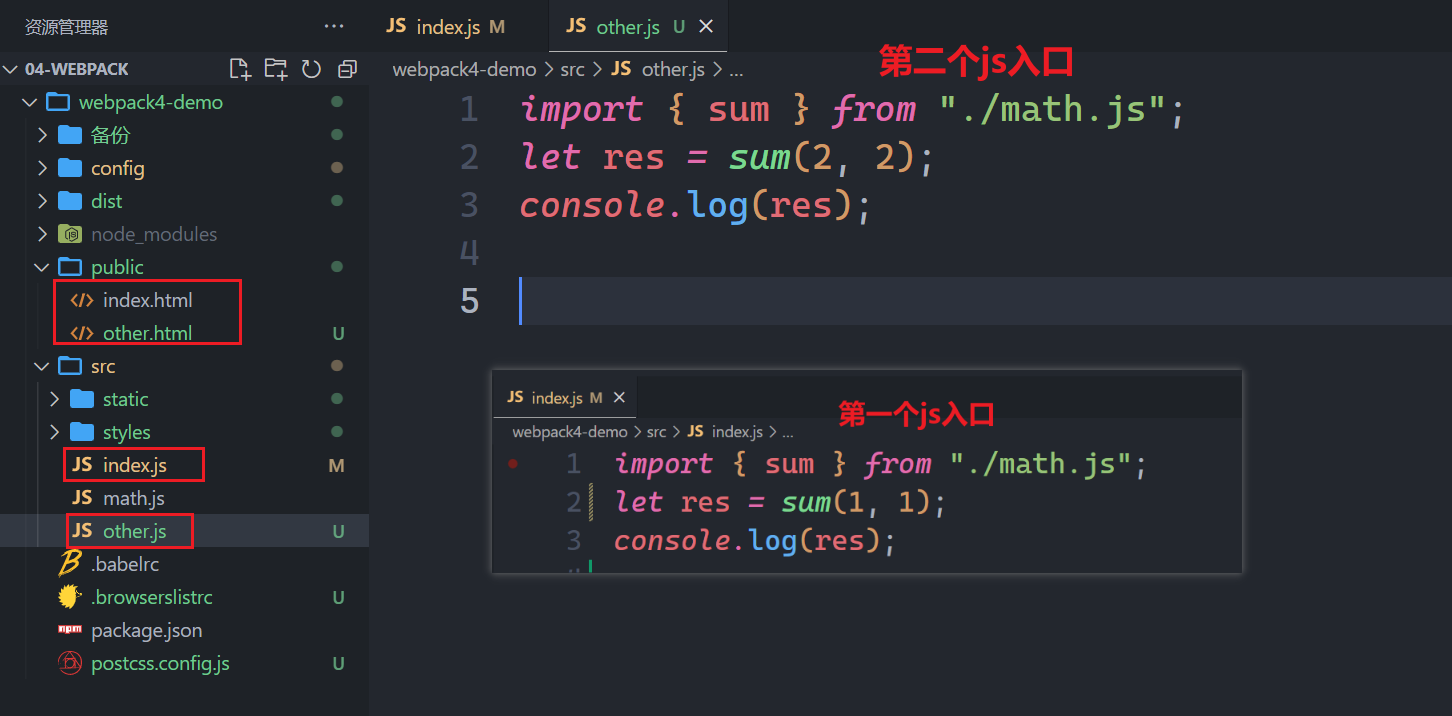 资源管理器
...
JS index.js M
JS other.js U ×
04-WEBPACK
webpack4-demo > src > JS other.js > ...
第二个js入口
webpack4-demo
备份
config
dist
node_modules
public
index.html
other.html U
src
static
styles
JS index.js M
JS math.js
JS other.js U
.babelrc
.browserslistrc U
npm package.json
postcss.config.js U
1 import { sum } from "./math.js";
2 let res = sum(2, 2);
3 console.log(res);
4
5
JS index.js M ×
第一个js入口
webpack4-demo > src > JS index.js > ...
1 import { sum } from "./math.js";
2 let res = sum(1, 1);
3 console.log(res);